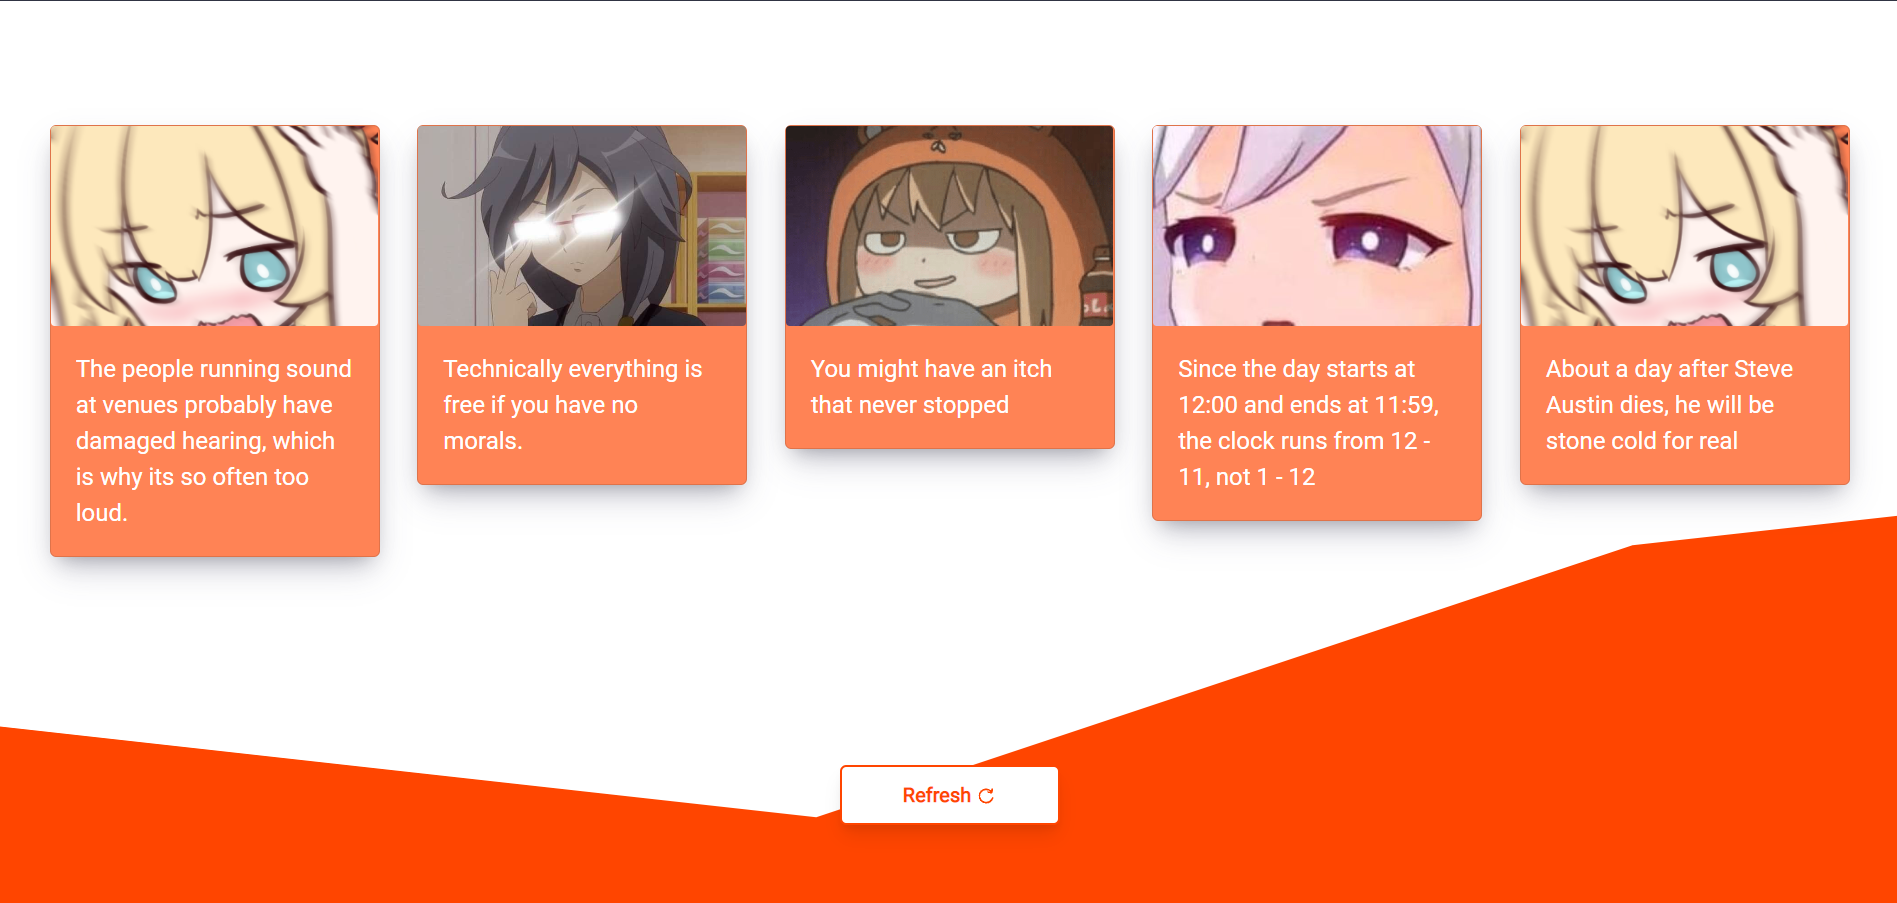 The people running sound
at venues probably have
damaged hearing, which
is why its so often too
loud.
Technically everything is
free if you have no
morals.
You might have an itch
that never stopped
Since the day starts at
12:00 and ends at 11:59,
the clock runs from 12 -
11, not 1 - 12
About a day after Steve
Austin dies, he will be
stone cold for real
Refresh